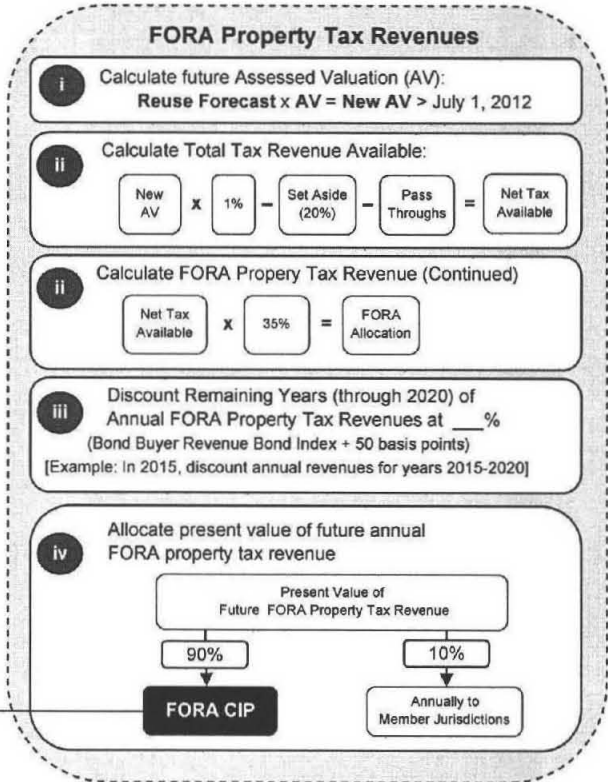 FORA Property Tax Revenues
i
Calculate future Assessed Valuation (AV):
Reuse Forecast x AV = New AV > July 1, 2012
ii
Calculate Total Tax Revenue Available:
New AV x 1% – Set Aside (20%) – Pass Throughs = Net Tax Available
ii
Calculate FORA Propery Tax Revenue (Continued)
Net Tax Available x 35% = FORA Allocation
iii
Discount Remaining Years (through 2020) of
Annual FORA Property Tax Revenues at ___%
(Bond Buyer Revenue Bond Index + 50 basis points)
[Example: In 2015, discount annual revenues for years 2015-2020]
iv
Allocate present value of future annual
FORA property tax revenue
Present Value of
Future FORA Property Tax Revenue
90%
10%
FORA CIP
Annually to
Member Jurisdictions